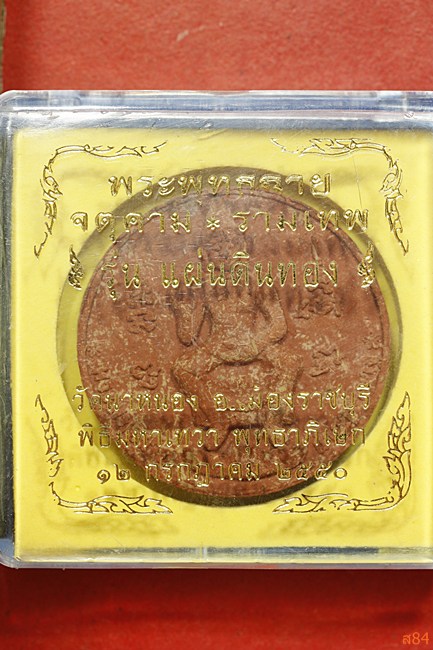 พระพุทธฉาย
จตุคาม * รามเทพ
รุ่น แผ่นดินทอง
วัดนาหนอง อ.เมืองราชบุรี
พิธีมหาเทวา พุทธาภิเษก
๑๒ กรกฎาคม ๒๕๕๐
ส84